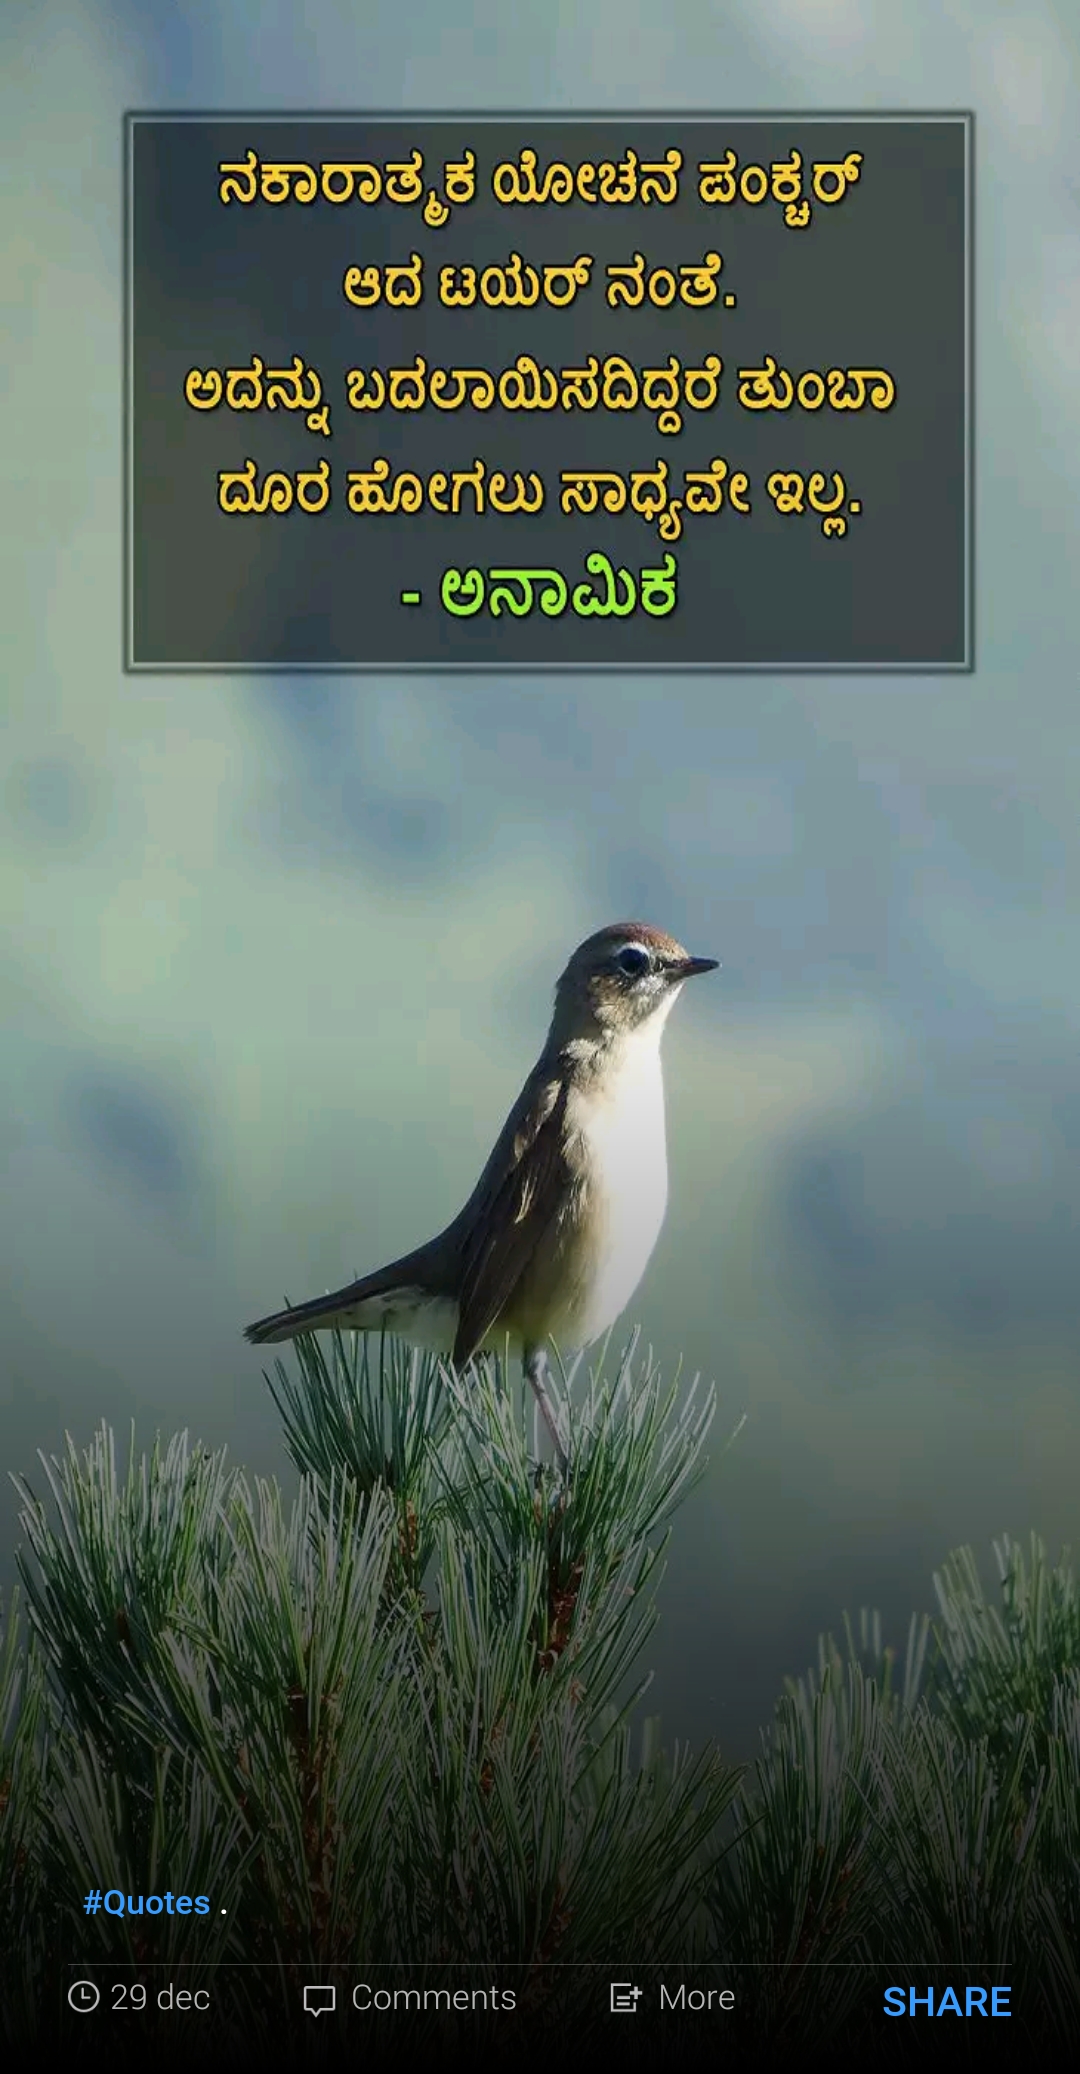 ನಕಾರಾತ್ಮಕ ಯೋಚನೆ ಪಂಕ್ಚರ್
ಆದ ಟಯರ್ ನಂತೆ.
ಅದನ್ನು ಬದಲಾಯಿಸದಿದ್ದರೆ ತುಂಬಾ
ದೂರ ಹೋಗಲು ಸಾಧ್ಯವೇ ಇಲ್ಲ.
- ಅನಾಮಿಕ
#Quotes .
29 dec Comments More SHARE